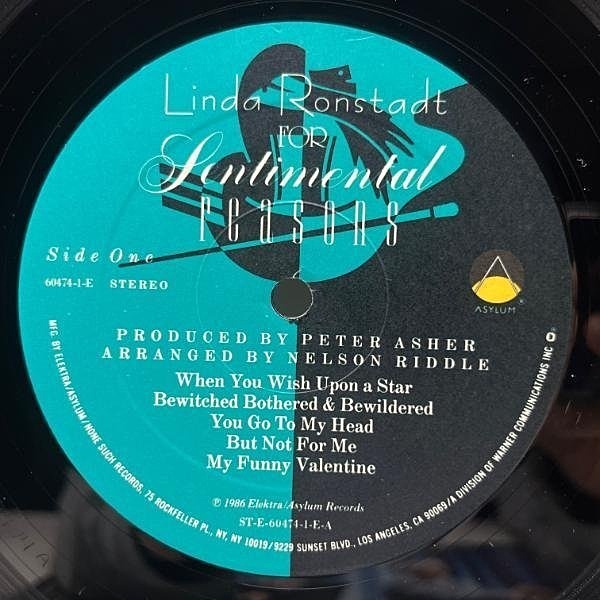 Linda Ronstadt
FOR
Sentimental
reasons
Side One
60474-1-E STEREO
ASYLUM®
PRODUCED BY PETER ASHER
ARRANGED BY NELSON RIDDLE
When You Wish Upon a Star
Bewitched Bothered & Bewildered
You Go To My Head
But Not For Me
My Funny Valentine
℗ 1986 Elektra/Asylum Records
ST-E-60474-1-E-A
MFG. BY ELEKTRA/ASYLUM/NONE SUCH RECORDS, 75 ROCKFELLER PL., NY, NY 10019/9229 SUNSET BLVD., LOS ANGELES, CA 90069/A DIVISION OF WARNER COMMUNICATIONS INC